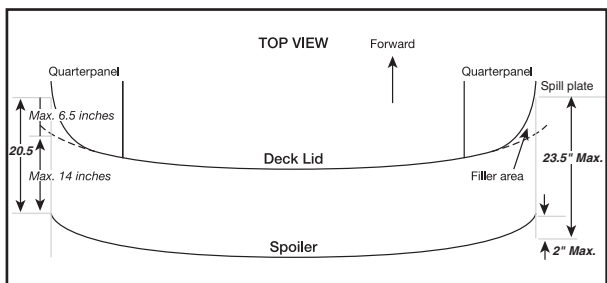 TOP VIEW
Forward
Quarterpanel
Quarterpanel
Spill plate
Max. 6.5 inches
20.5
Deck Lid
23.5" Max.
Max. 14 inches
Filler area
Spoiler
2" Max.